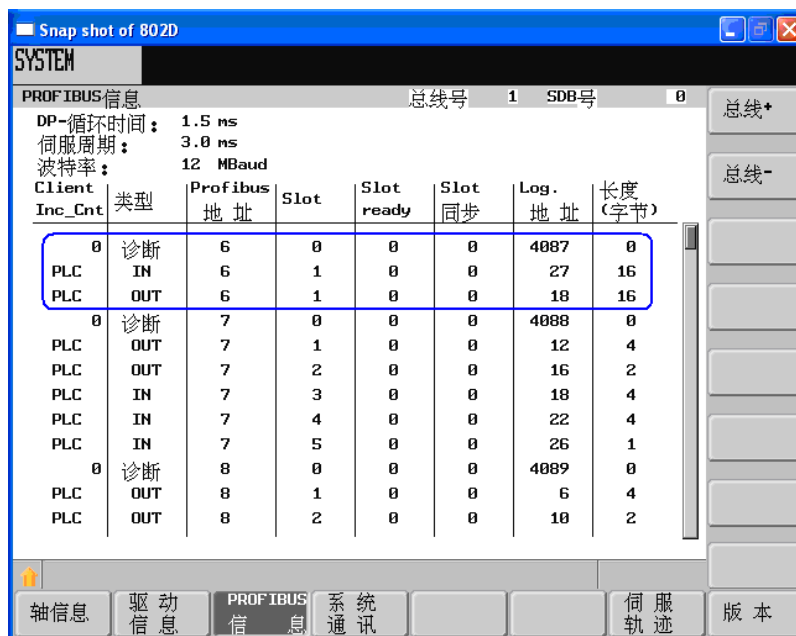 Snap shot of 802D
SYSTEM
PROFIBUS信息 总线号 1 SDB号 0
DP-循环时间: 1.5 ms
伺服周期: 3.0 ms
波特率: 12 MBaud
Client Inc_Cnt 类型 Profibus 地址 Slot Slot ready Slot 同步 Log. 地址 长度 (字节)
0 诊断 6 0 0 0 4087 0
PLC IN 6 1 0 0 27 16
PLC OUT 6 1 0 0 18 16
0 诊断 7 0 0 0 4088 0
PLC OUT 7 1 0 0 12 4
PLC OUT 7 2 0 0 16 2
PLC IN 7 3 0 0 18 4
PLC IN 7 4 0 0 22 4
PLC IN 7 5 0 0 26 1
0 诊断 8 0 0 0 4089 0
PLC OUT 8 1 0 0 6 4
PLC OUT 8 2 0 0 10 2
总线+
总线-
轴信息 驱动信息 PROFIBUS信息 系统通讯 伺服轨迹 版本